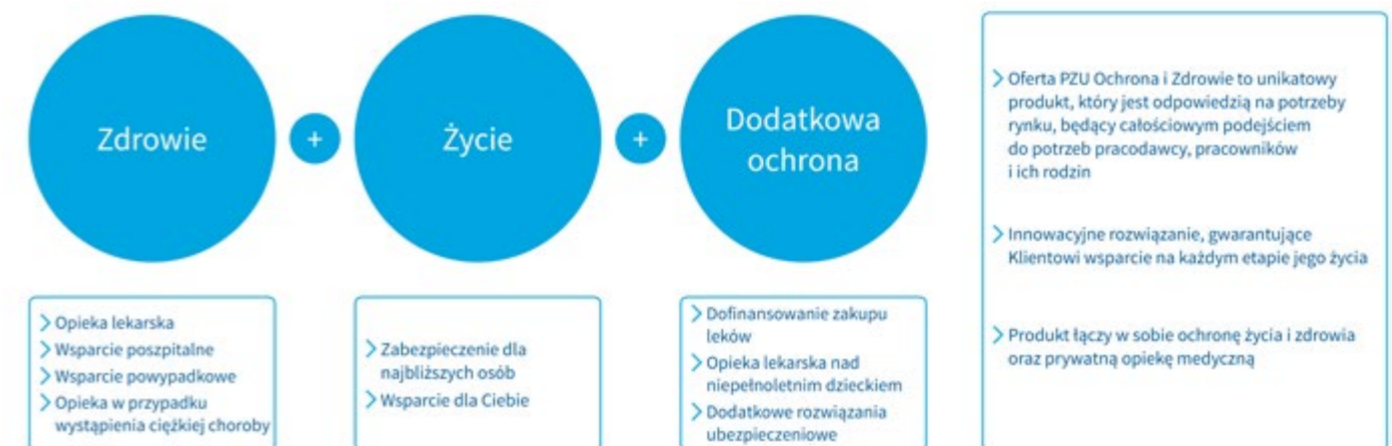 Zdrowie
+
Życie
+
Dodatkowa
ochrona
> Opieka lekarska
> Wsparcie poszpitalne
> Wsparcie powypadkowe
> Opieka w przypadku
wystąpienia ciężkiej choroby
> Zabezpieczenie dla
najbliższych osób
> Wsparcie dla Ciebie
> Dofinansowanie zakupu
leków
> Opieka lekarska nad
niepełnoletnim dzieckiem
> Dodatkowe rozwiązania
ubezpieczeniowe
> Oferta PZU Ochrona i Zdrowie to unikatowy
produkt, który jest odpowiedzią na potrzeby
rynku, będący całościowym podejściem
do potrzeb pracodawcy, pracowników
i ich rodzin
> Innowacyjne rozwiązanie, gwarantujące
Klientowi wsparcie na każdym etapie jego życia
> Produkt łączy w sobie ochronę życia i zdrowia
oraz prywatną opiekę medyczną